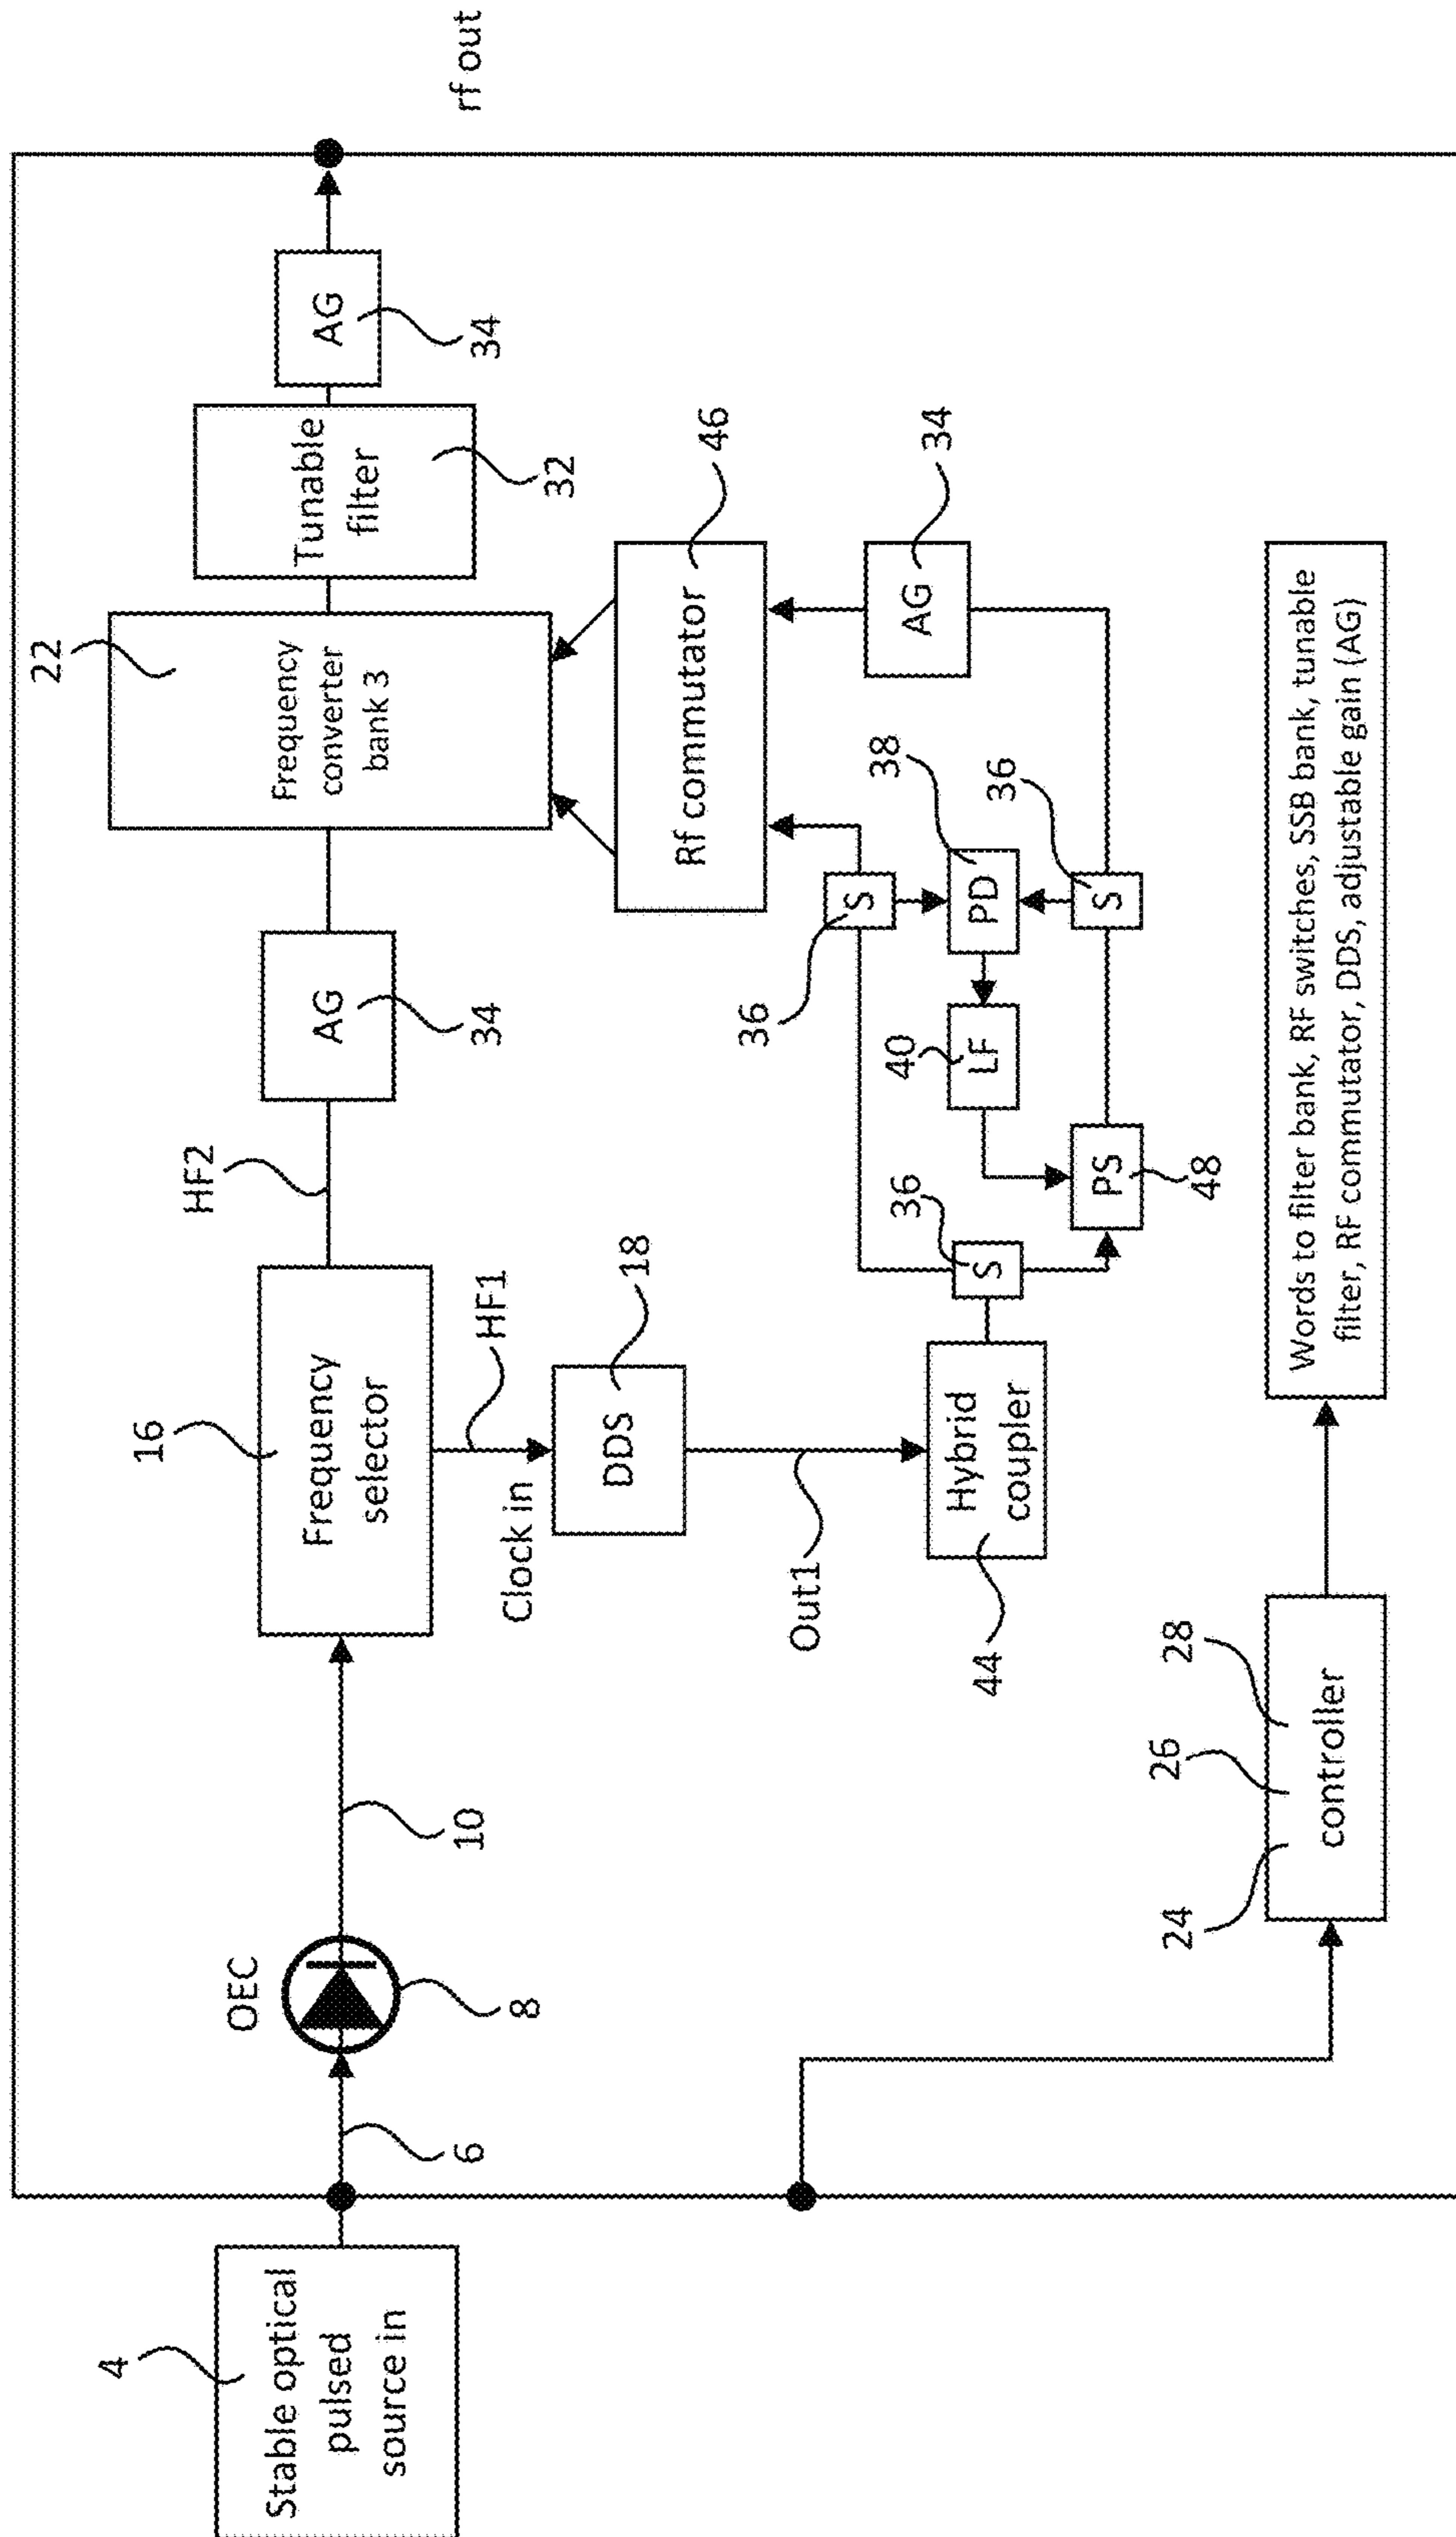 4
Stable optical
pulsed
source in
6
OEC
8
10
16
Frequency
selector
HF1
Clock in
DDS
18
Out1
Hybrid
coupler
44
HF2
AG
34
22
Frequency
converter
bank 3
Tunable
filter
32
AG
34
rf out
Rf commutator
46
36
S
36
S
PS
48
40
LF
38
PD
36
S
AG
34
24
26
28
controller
Words to filter bank, RF switches, SSB bank, tunable
filter, RF commutator, DDS, adjustable gain (AG)